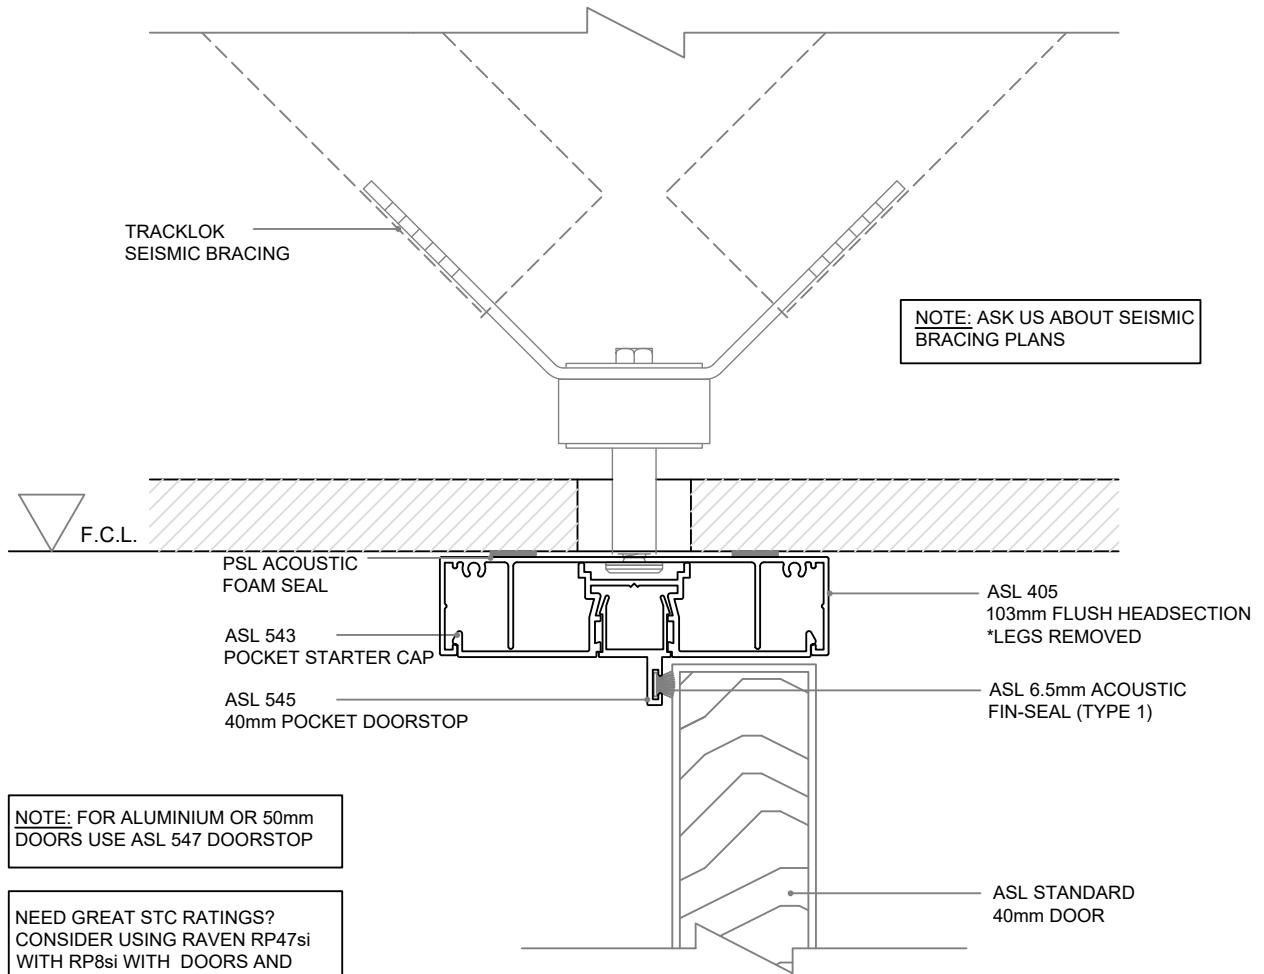 TRACKLOK
SEISMIC BRACING
NOTE: ASK US ABOUT SEISMIC
BRACING PLANS
F.C.L.
PSL ACOUSTIC
FOAM SEAL
ASL 405
103mm FLUSH HEADSECTION
*LEGS REMOVED
ASL 543
POCKET STARTER CAP
ASL 6.5mm ACOUSTIC
FIN-SEAL (TYPE 1)
ASL 545
40mm POCKET DOORSTOP
NOTE: FOR ALUMINIUM OR 50mm
DOORS USE ASL 547 DOORSTOP
ASL STANDARD
40mm DOOR
NEED GREAT STC RATINGS?
CONSIDER USING RAVEN RP47si
WITH RP8si WITH DOORS AND